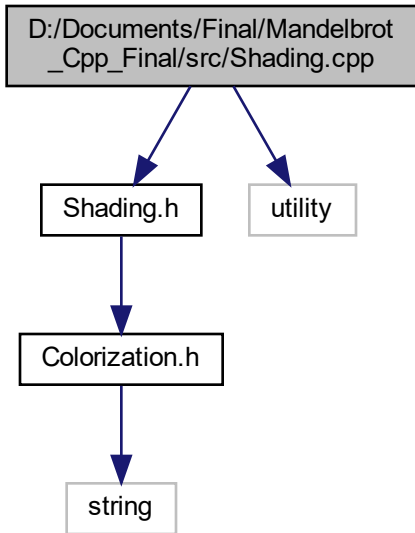 D:/Documents/Final/Mandelbrot
_Cpp_Final/src/Shading.cpp
Shading.h
utility
Colorization.h
string